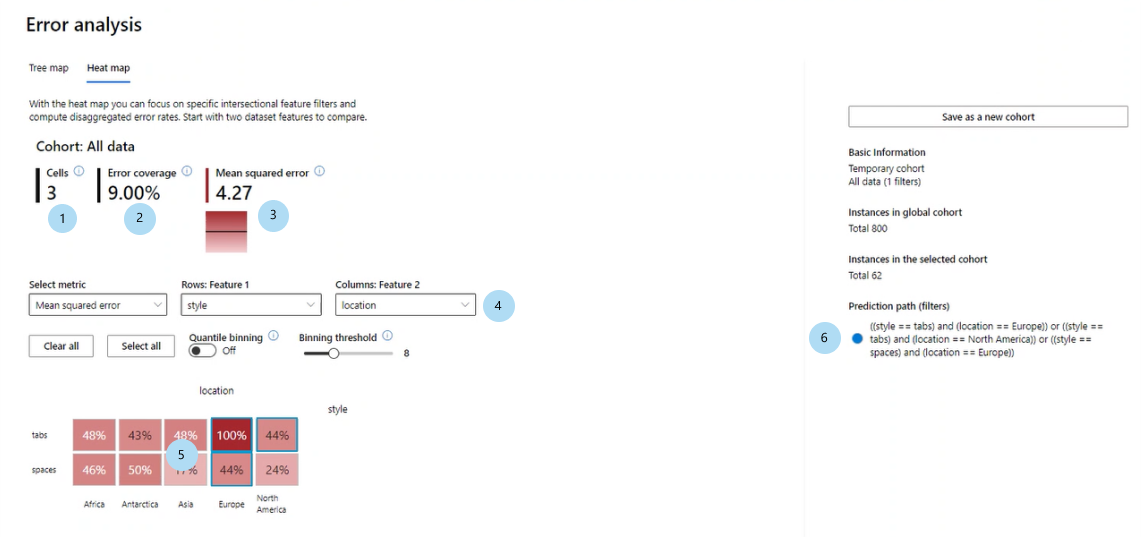 Error analysis
Tree map Heat map
With the heat map you can focus on specific intersectional feature filters and
compute disaggregated error rates. Start with two dataset features to compare.
Cohort: All data
Cells Error coverage Mean squared error
3 9.00% 4.27
1 2 3
Select metric Rows: Feature 1 Columns: Feature 2
Mean squared error style location 4
Clear all Select all Quantile binning Off Binning threshold 8
location
style
tabs 48% 43% 48% 100% 44%
5
spaces 46% 50% 44% 24%
Africa Antarctica Asia Europe North
America
Save as a new cohort
Basic Information
Temporary cohort
All data (1 filters)
Instances in global cohort
Total 800
Instances in the selected cohort
Total 62
Prediction path (filters)
((style == tabs) and (location == Europe)) or ((style ==
6 tabs) and (location == North America)) or ((style ==
spaces) and (location == Europe))